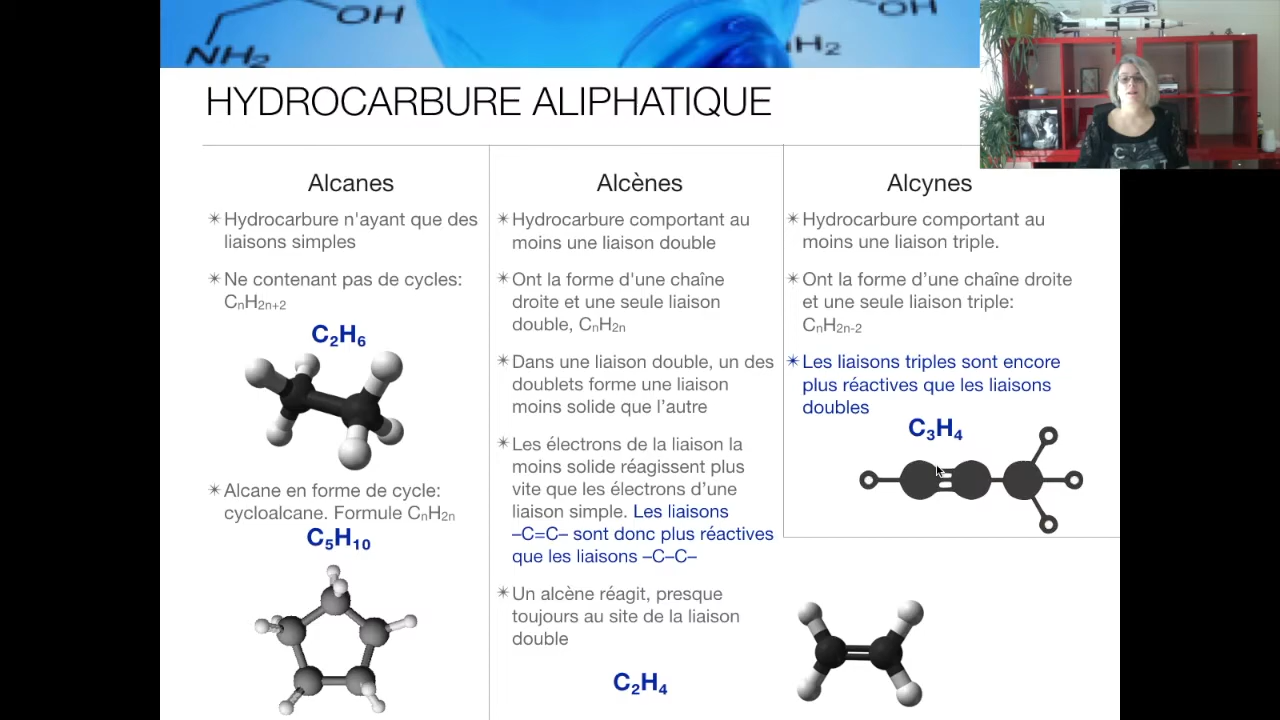 OH
OH
NH₂
H₂
HYDROCARBURE ALIPHATIQUE
Alcanes
✴Hydrocarbure n'ayant que des
liaisons simples
✴Ne contenant pas de cycles:
CₙH₂ₙ₊₂
C₂H₆
✴Alcane en forme de cycle:
cycloalcane. Formule CₙH₂ₙ
C₅H₁₀
Alcènes
✴Hydrocarbure comportant au
moins une liaison double
✴Ont la forme d'une chaîne
droite et une seule liaison
double, CₙH₂ₙ
✴Dans une liaison double, un des
doublets forme une liaison
moins solide que l’autre
✴Les électrons de la liaison la
moins solide réagissent plus
vite que les électrons d’une
liaison simple. Les liaisons
–C=C– sont donc plus réactives
que les liaisons –C–C–
✴Un alcène réagit, presque
toujours au site de la liaison
double
C₂H₄
Alcynes
✴Hydrocarbure comportant au
moins une liaison triple.
✴Ont la forme d’une chaîne droite
et une seule liaison triple:
CₙH₂ₙ₋₂
✴Les liaisons triples sont encore
plus réactives que les liaisons
doubles
C₃H₄